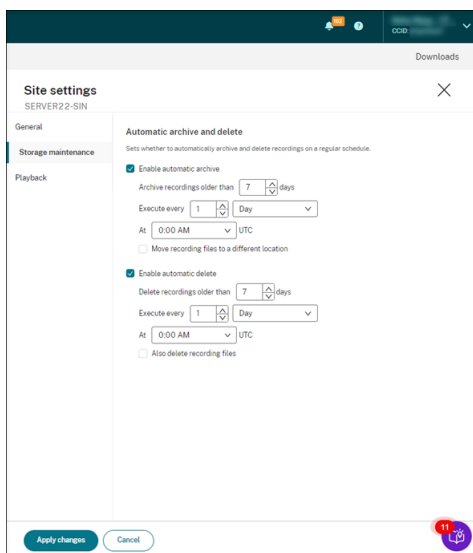 CCID:
Downloads
Site settings
SERVER22-SIN
General
Storage maintenance
Playback
Automatic archive and delete
Sets whether to automatically archive and delete recordings on a regular schedule.
Enable automatic archive
Archive recordings older than 7 days
Execute every 1 Day
At 0:00 AM UTC
Move recording files to a different location
Enable automatic delete
Delete recordings older than 7 days
Execute every 1 Day
At 0:00 AM UTC
Also delete recording files
Apply changes Cancel
11